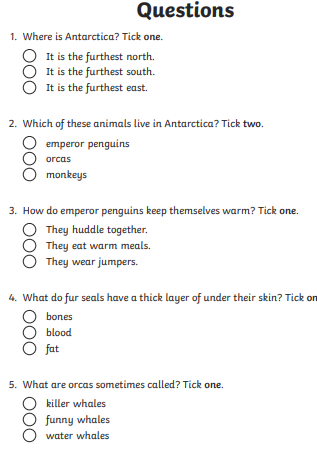 Questions
1. Where is Antarctica? Tick one.
It is the furthest north.
It is the furthest south.
It is the furthest east.
2. Which of these animals live in Antarctica? Tick two.
emperor penguins
orcas
monkeys
3. How do emperor penguins keep themselves warm? Tick one.
They huddle together.
They eat warm meals.
They wear jumpers.
4. What do fur seals have a thick layer of under their skin? Tick on
bones
blood
fat
5. What are orcas sometimes called? Tick one.
killer whales
funny whales
water whales